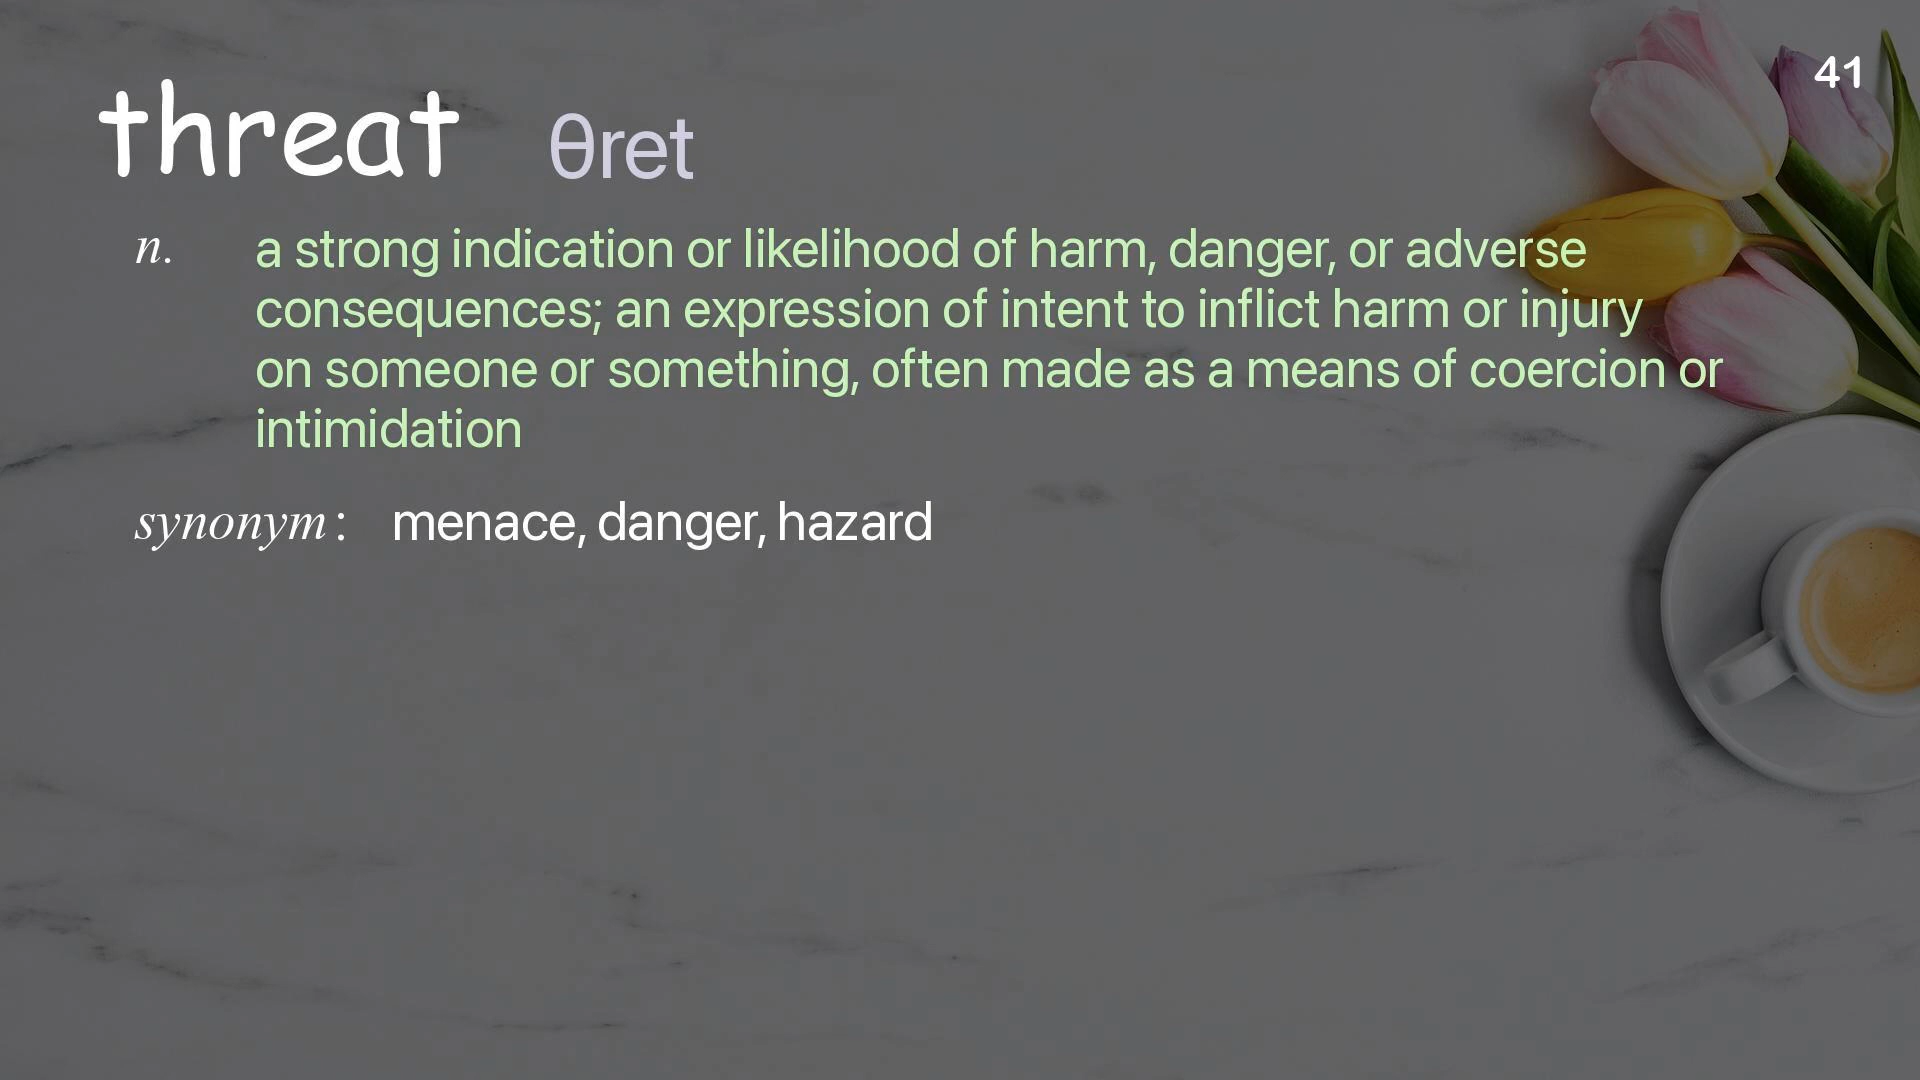 41
threat θret
n. a strong indication or likelihood of harm, danger, or adverse
consequences; an expression of intent to inflict harm or injury
on someone or something, often made as a means of coercion or
intimidation
synonym: menace, danger, hazard